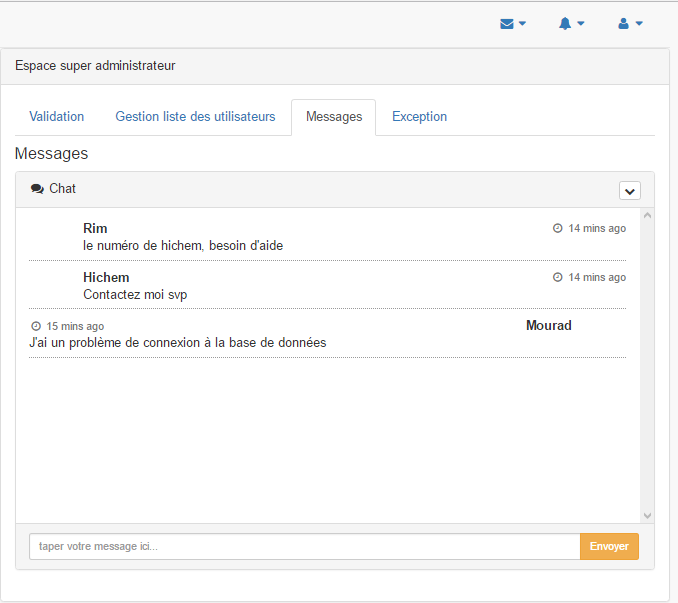 Espace super administrateur
Validation Gestion liste des utilisateurs Messages Exception
Messages
Chat
Rim 14 mins ago
le numéro de hichem, besoin d'aide
Hichem 14 mins ago
Contactez moi svp
15 mins ago Mourad
J'ai un problème de connexion à la base de données
taper votre message ici... Envoyer